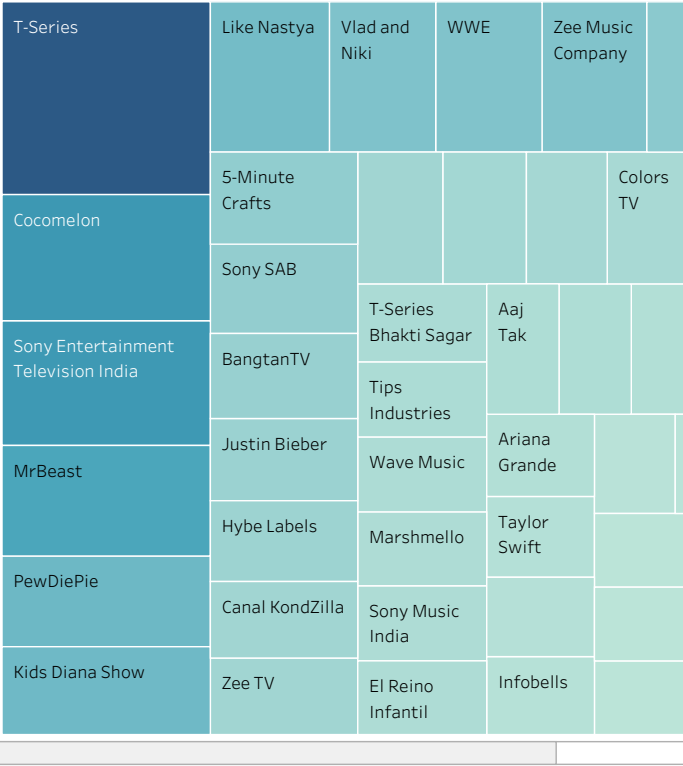 T-Series
Cocomelon
Sony Entertainment
Television India
MrBeast
PewDiePie
Kids Diana Show
Like Nastya
Vlad and
Niki
WWE
Zee Music
Company
5-Minute
Crafts
Sony SAB
BangtanTV
Justin Bieber
Hybe Labels
Canal KondZilla
Zee TV
Colors
TV
T-Series
Bhakti Sagar
Tips
Industries
Wave Music
Marshmello
Sony Music
India
El Reino
Infantil
Aaj
Tak
Ariana
Grande
Taylor
Swift
Infobells